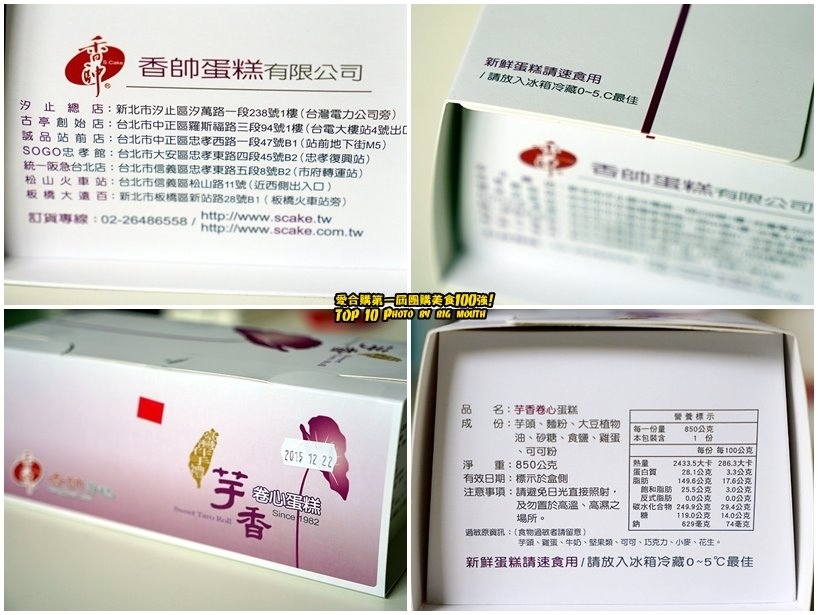 香帥
S.Cake
®
香帥蛋糕有限公司
汐止總店：新北市汐止區汐萬路一段238號1樓（台灣電力公司旁）
古亭創始店：台北市中正區羅斯福路三段94號1樓（台電大樓站4號出口
誠品站前店：台北市中正區忠孝西路一段47號B1（站前地下街M5）
SOGO忠孝館：台北市大安區忠孝東路四段45號B2（忠孝復興站）
統一阪急台北店：台北市信義區忠孝東路五段8號B2（市府轉運站）
松山火車站：台北市信義區松山路11號（近西側出入口）
板橋大遠百：新北市板橋區新站路28號B1（板橋火車站旁）
訂貨專線：02-26486558 / http://www.scake.tw
/ http://www.scake.com.tw
新鮮蛋糕請速食用
/請放入冰箱冷藏0~5.C最佳
香帥
香帥蛋糕有限公司
愛合購第一屆團購美食100強!
TOP 10 PHOTO BY BIG MOUTH
2015 12.22
芋香
卷心蛋糕
Since 1982
Sweet Taro Roll
品名：芋香卷心蛋糕
成份：芋頭、麵粉、大豆植物
油、砂糖、食鹽、雞蛋
、可可粉
淨重：850公克
有效日期：標示於盒側
注意事項：請避免日光直接照射，
及勿置於高溫、高濕之
場所。
營養標示
每一份量 850公克
本包裝含 1 份
每份 每100公克
熱量 2433.5大卡 286.3大卡
蛋白質 28.1公克 3.3公克
脂肪 149.6公克 17.6公克
飽和脂肪 25.5公克 3.0公克
反式脂肪 0.0公克 0.0公克
碳水化合物 249.9公克 29.4公克
糖 119.0公克 14.0公克
鈉 629毫克 74毫克
過敏原資訊：（食物過敏者請留意）
芋頭、雞蛋、牛奶、堅果類、可可、巧克力、小麥、花生。
新鮮蛋糕請速食用/請放入冰箱冷藏0~5℃最佳